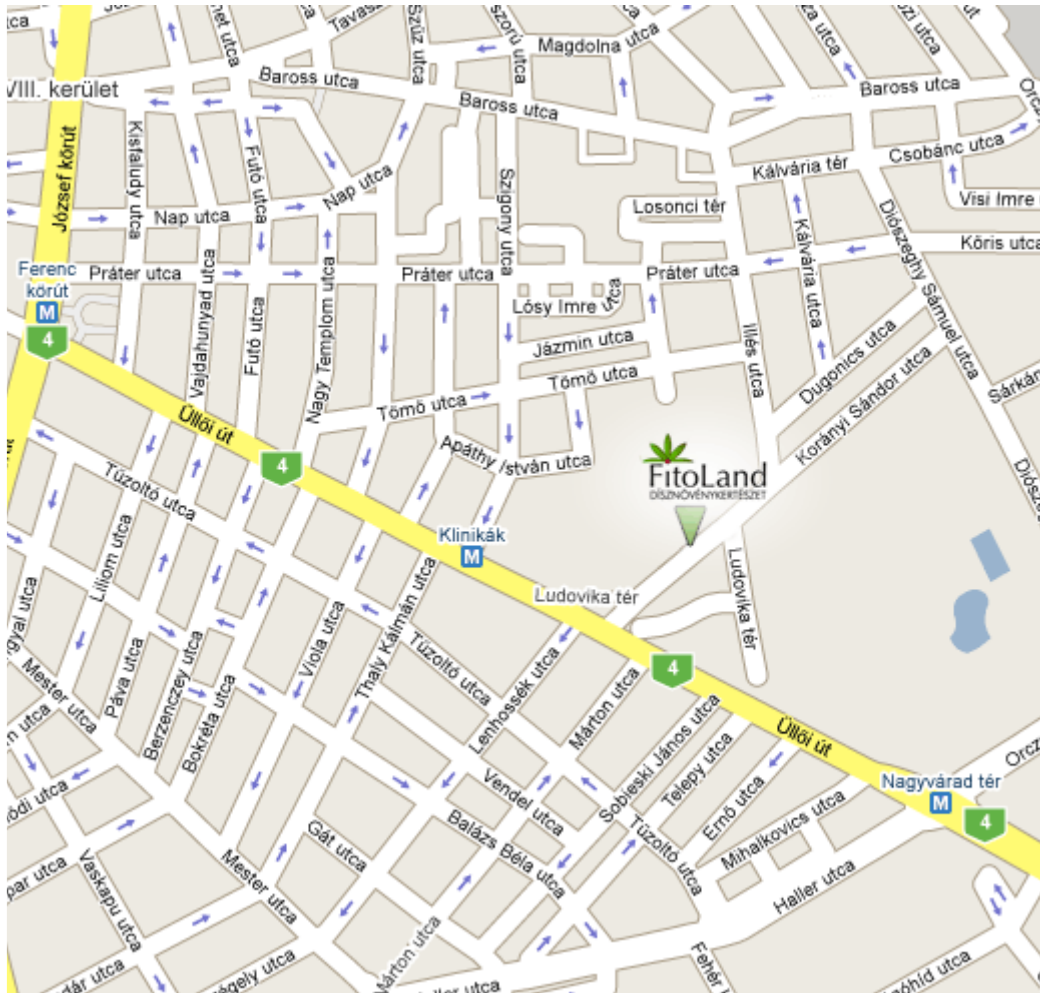 Magdolna utca
Baross utca
Baross utca
Baross utca
VIII. kerület
Kisfaludy utca
Futó utca
Nap utca
Nap utca
József körút
Szűz utca
Szigony utca
Kálvária tér
Csobánc utca
Losonci tér
Kálvária utca
Diószeghy Sámuel utca
Visi Imre
Kőris utca
Ferenc
körút
M
4
Práter utca
Práter utca
Práter utca
Vajdahunyad utca
Futó utca
Nagy Templom utca
Lósy Imre utca
Jázmin utca
Illés utca
Tömő utca
Tömő utca
Dugonics utca
Korányi Sándor utca
Sárkán
Üllői út
4
Apáthy István utca
FitoLand
DÍSZNÖVÉNYKERTÉSZET
Tűzoltó utca
Klinikák
M
Liliom utca
Ludovika tér
Ludovika tér
Viola utca
Thaly Kálmán utca
Tűzoltó utca
Lenhossék utca
Márton utca
4
Mester utca
Páva utca
Berzenczey utca
Bokréta utca
Sobieski János utca
Telepy utca
Ernő utca
Üllői út
Nagyvárad tér
M
4
Vendel utca
Balázs Béla utca
Gát utca
Tűzoltó utca
Mihalkovics utca
Haller utca
Mester utca
Vaskapu utca
Márton utca